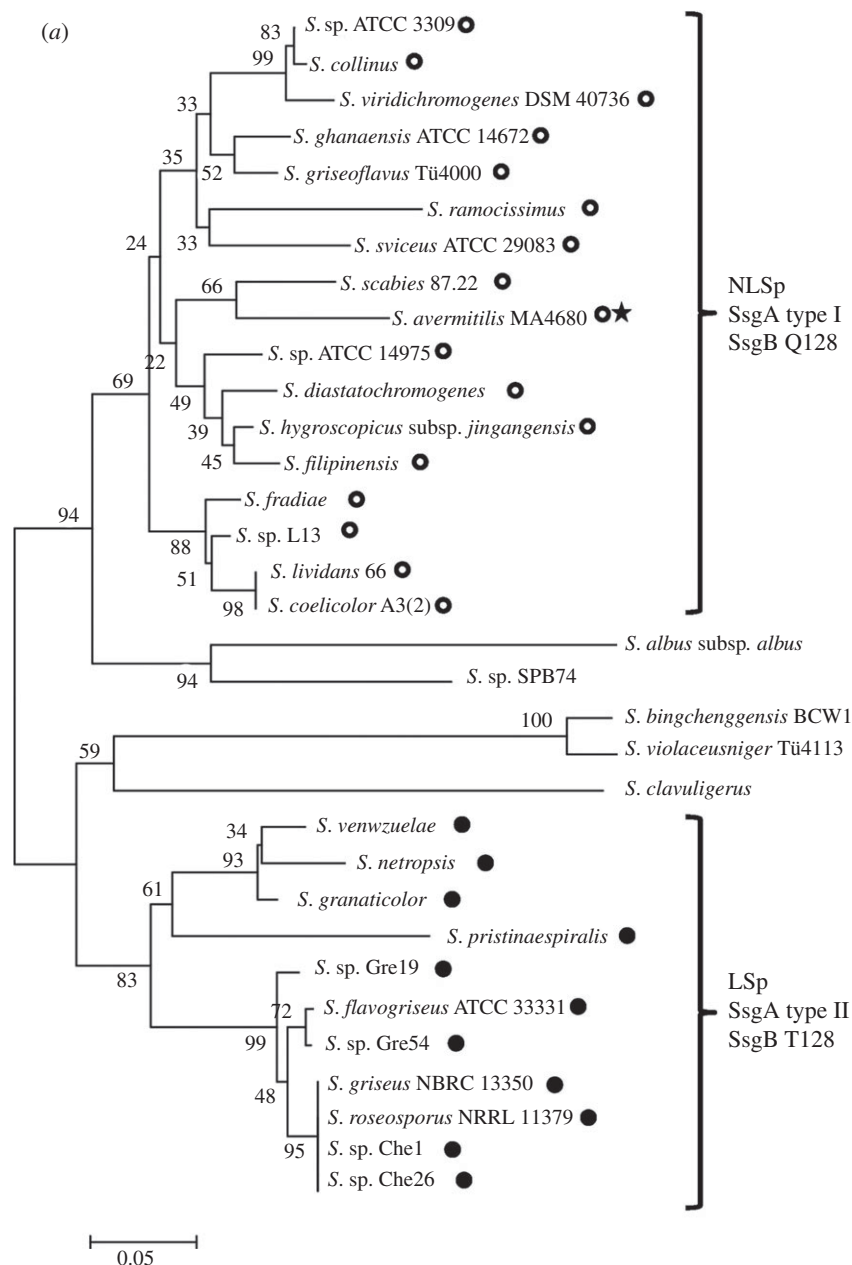 (a)
83
S. sp. ATCC 3309
99
S. collinus
S. viridichromogenes DSM 40736
33
S. ghanaensis ATCC 14672
35
52
S. griseoflavus Tü4000
S. ramocissimus
33
S. sviceus ATCC 29083
24
66
S. scabies 87.22
S. avermitilis MA4680
NLSp
SsgA type I
SsgB Q128
22
S. sp. ATCC 14975
69
49
S. diastatochromogenes
39
S. hygroscopicus subsp. jingangensis
45
S. filipinensis
S. fradiae
94
88
S. sp. L13
51
S. lividans 66
98
S. coelicolor A3(2)
S. albus subsp. albus
94
S. sp. SPB74
100
S. bingchenggensis BCW1
59
S. violaceusniger Tü4113
S. clavuligerus
34
S. venwzuelae
93
S. netropsis
61
S. granaticolor
S. pristinaespiralis
83
S. sp. Gre19
LSp
SsgA type II
SsgB T128
72
S. flavogriseus ATCC 33331
99
S. sp. Gre54
48
S. griseus NBRC 13350
S. roseosporus NRRL 11379
95
S. sp. Che1
S. sp. Che26
0.05